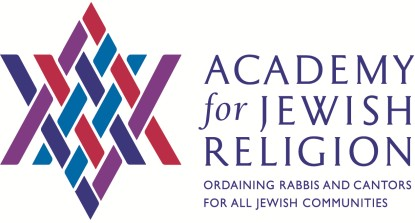 ACADEMY
for JEWISH
RELIGION
ORDAINING RABBIS AND CANTORS
FOR ALL JEWISH COMMUNITIES